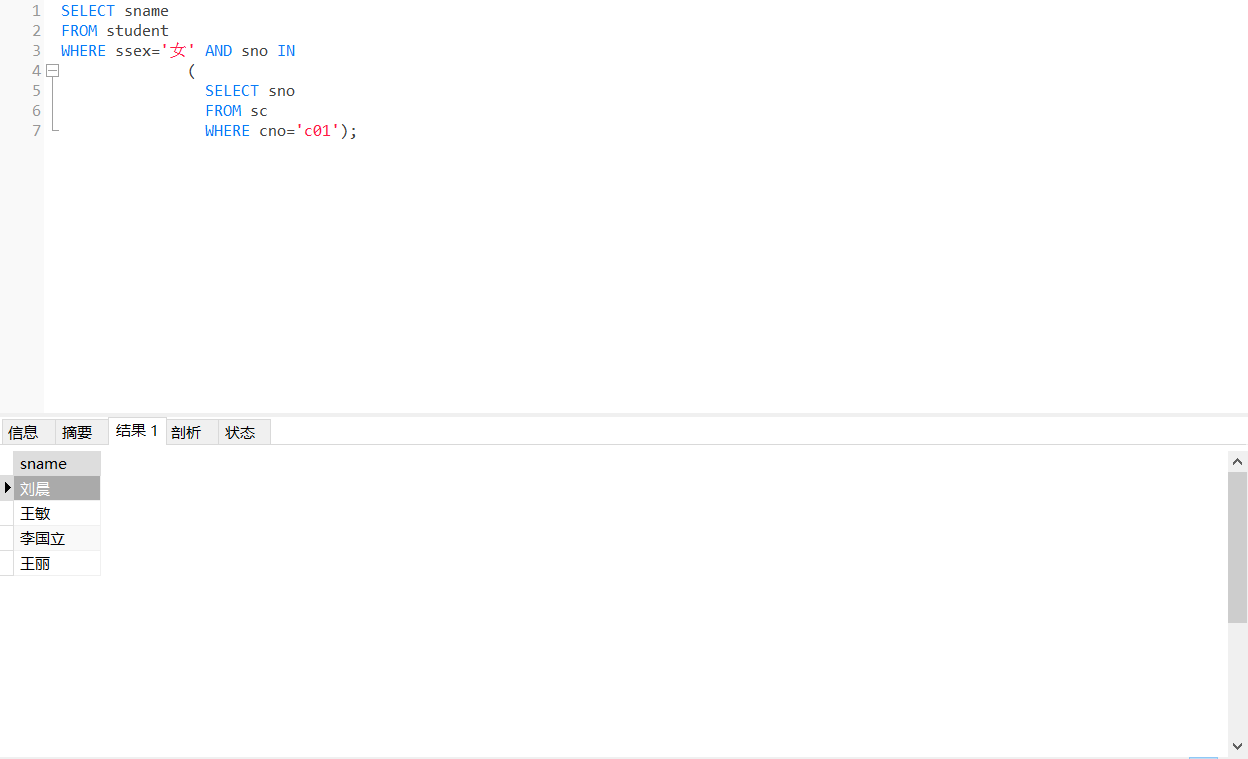 1 SELECT sname
2 FROM student
3 WHERE ssex='女' AND sno IN
4 (
5 SELECT sno
6 FROM sc
7 WHERE cno='c01');
信息 摘要 结果 1 剖析 状态
sname
刘晨
王敏
李国立
王丽